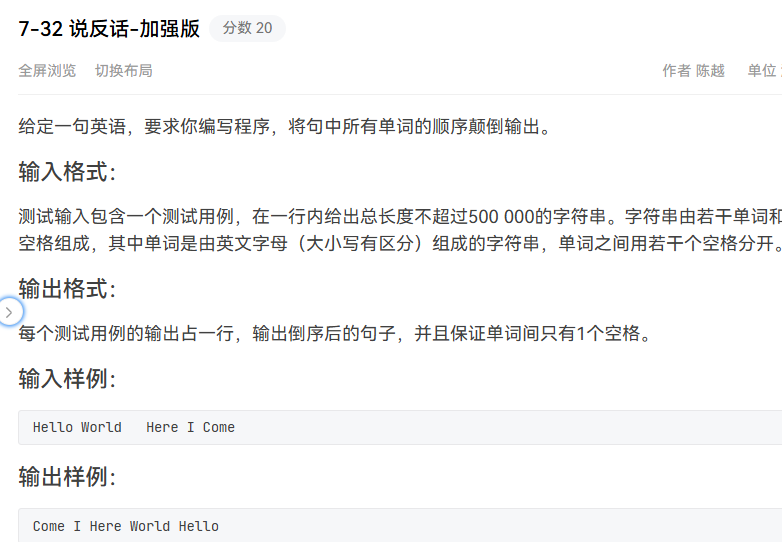 7-32 说反话-加强版 分数 20
全屏浏览 切换布局 作者 陈越 单位
给定一句英语，要求你编写程序，将句中所有单词的顺序颠倒输出。
输入格式：
测试输入包含一个测试用例，在一行内给出总长度不超过500 000的字符串。字符串由若干单词和
空格组成，其中单词是由英文字母（大小写有区分）组成的字符串，单词之间用若干个空格分开。
输出格式：
每个测试用例的输出占一行，输出倒序后的句子，并且保证单词间只有1个空格。
输入样例：
Hello World   Here I Come
输出样例：
Come I Here World Hello